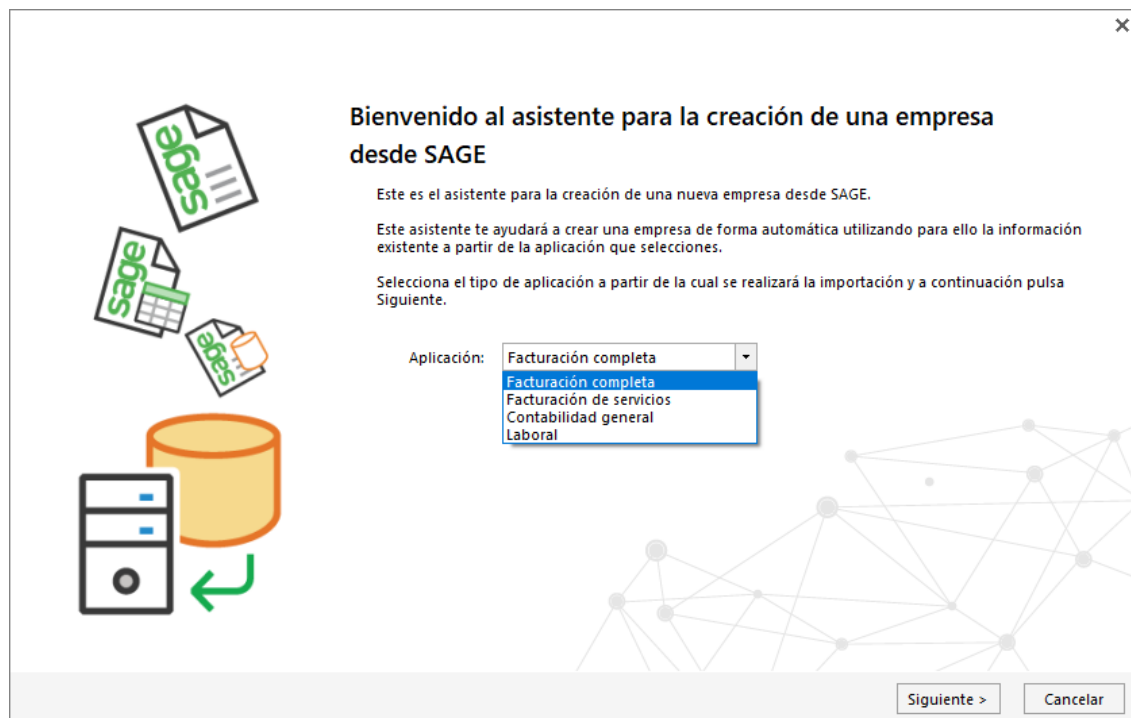 Bienvenido al asistente para la creación de una empresa
desde SAGE
Este es el asistente para la creación de una nueva empresa desde SAGE.
Este asistente te ayudará a crear una empresa de forma automática utilizando para ello la información
existente a partir de la aplicación que selecciones.
Selecciona el tipo de aplicación a partir de la cual se realizará la importación y a continuación pulsa
Siguiente.
Aplicación: Facturación completa
Facturación completa
Facturación de servicios
Contabilidad general
Laboral
sage
sage
sage
Siguiente > Cancelar